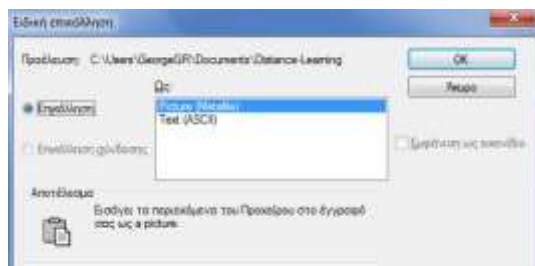 Ειδική επικόλληση
Προέλευση: C:\Users\GeorgeGR\Documents\Distance-Learning
Ως:
Επικόλληση
Picture (Metafile)
Text (ASCII)
Επικόλληση σύνδεσης
OK
Άκυρο
Εμφάνιση ως εικονίδιο
Αποτέλεσμα
Εισάγει τα περιεχόμενα του Προχείρου στο έγγραφό
σας ως a picture.